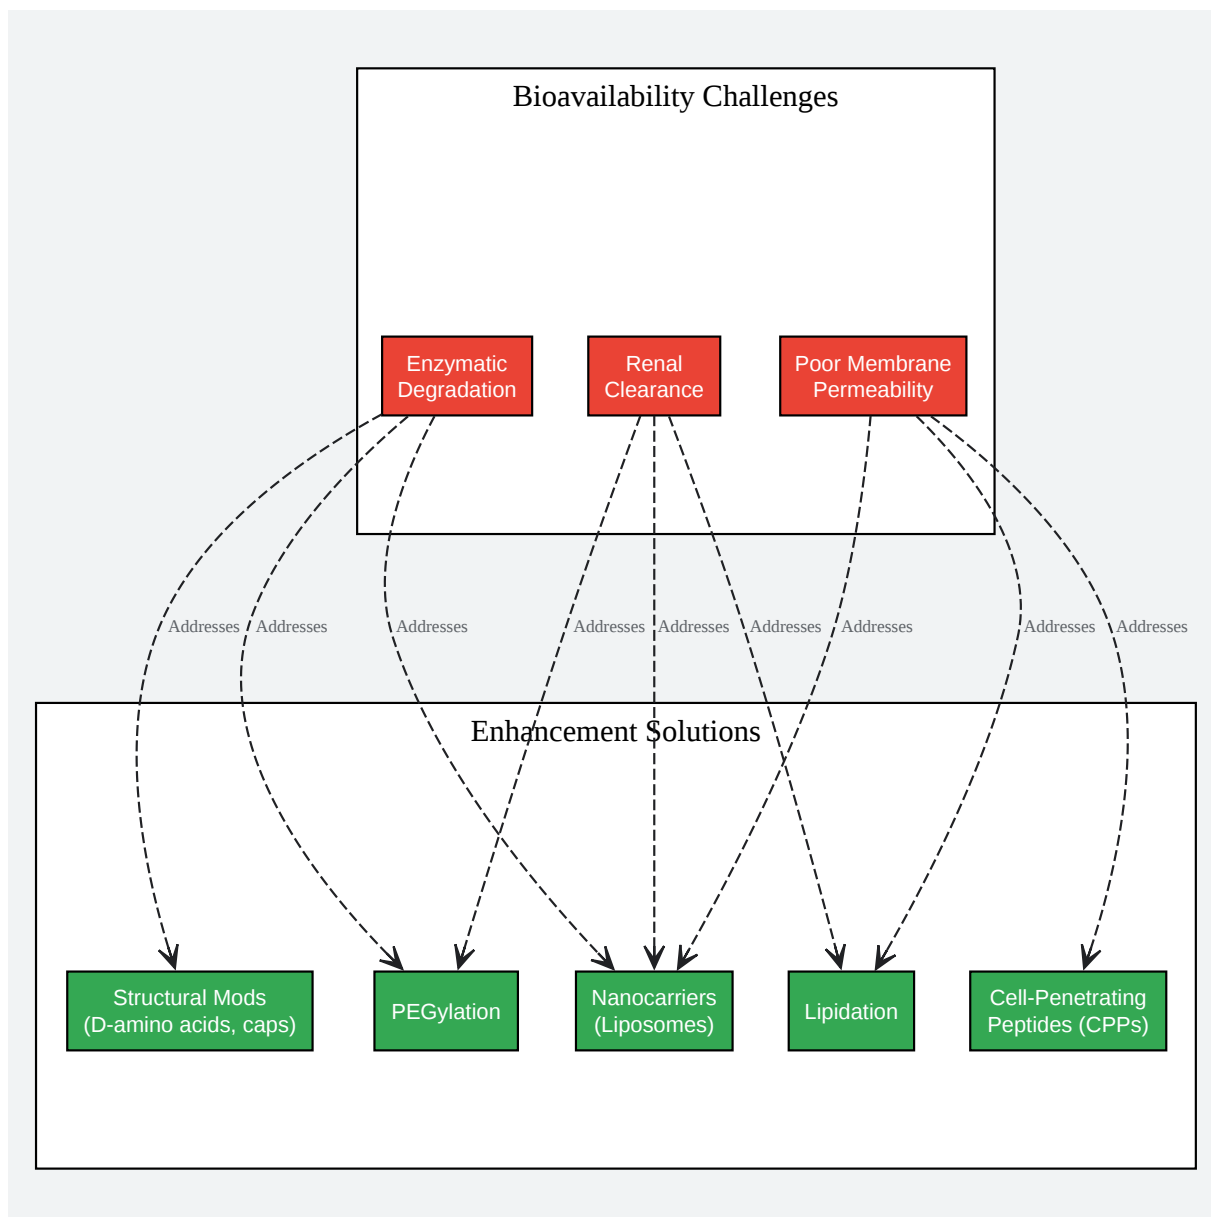 Bioavailability Challenges
Enzymatic
Degradation
Renal
Clearance
Poor Membrane
Permeability
Addresses
Addresses
Addresses
Addresses
Addresses
Addresses
Addresses
Addresses
Addresses
Enhancement Solutions
Structural Mods
(D-amino acids, caps)
PEGylation
Nanocarriers
(Liposomes)
Lipidation
Cell-Penetrating
Peptides (CPPs)